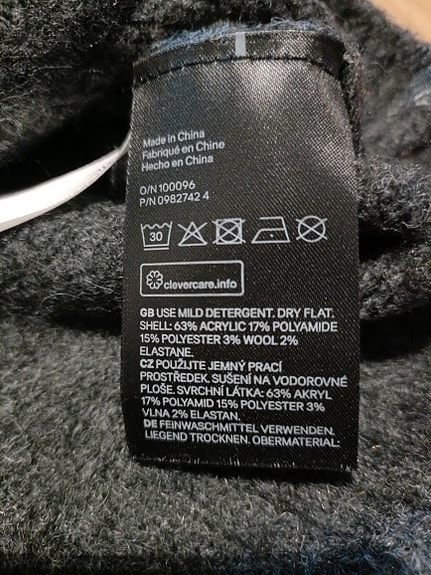 Made in China
Fabriqué en Chine
Hecho en China
O/N 100096
P/N 0982742 4
30
clevercare.info
GB USE MILD DETERGENT. DRY FLAT.
SHELL: 63% ACRYLIC 17% POLYAMIDE
15% POLYESTER 3% WOOL 2%
ELASTANE.
CZ POUŽIJTE JEMNÝ PRACÍ
PROSTŘEDEK. SUŠENÍ NA VODOROVNÉ
PLOŠE. SVRCHNÍ LÁTKA: 63% AKRYL
17% POLYAMID 15% POLYESTER 3%
VLNA 2% ELASTAN.
DE FEINWASCHMITTEL VERWENDEN.
LIEGEND TROCKNEN. OBERMATERIAL: